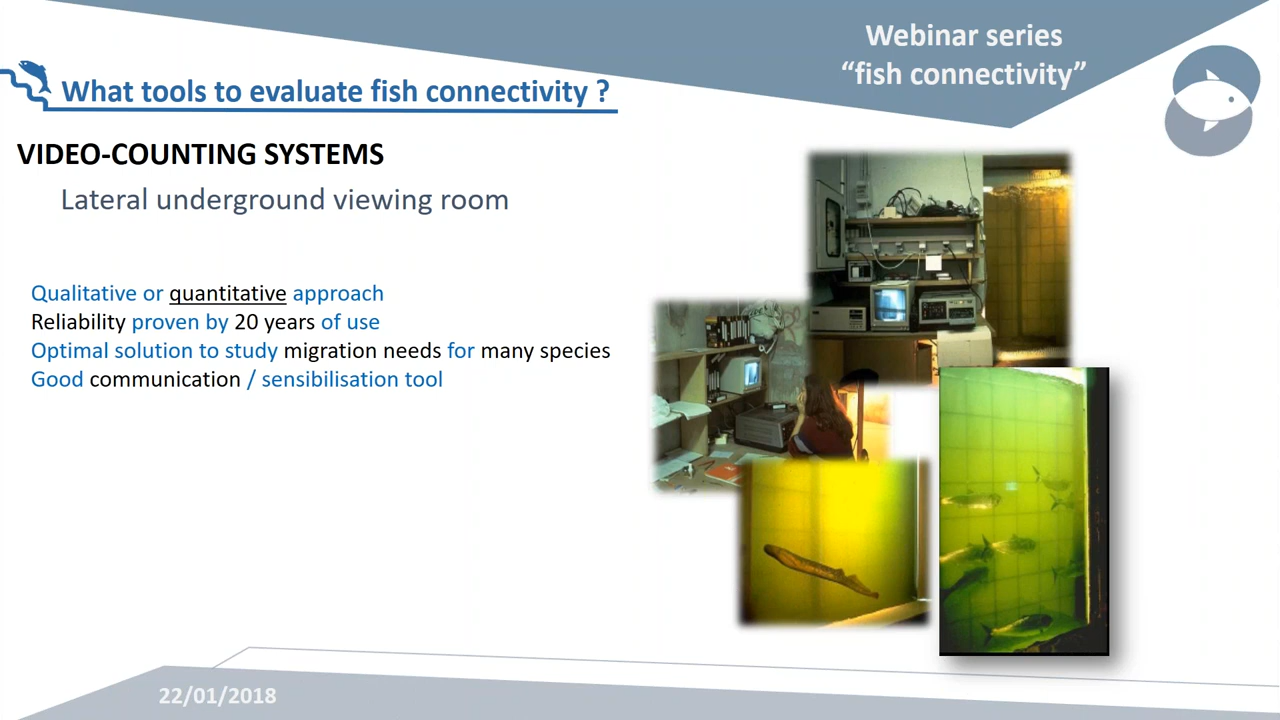 Webinar series
“fish connectivity”
What tools to evaluate fish connectivity ?
VIDEO-COUNTING SYSTEMS
Lateral underground viewing room
Qualitative or quantitative approach
Reliability proven by 20 years of use
Optimal solution to study migration needs for many species
Good communication / sensibilisation tool
22/01/2018